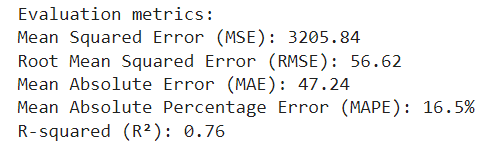 Evaluation metrics:
Mean Squared Error (MSE): 3205.84
Root Mean Squared Error (RMSE): 56.62
Mean Absolute Error (MAE): 47.24
Mean Absolute Percentage Error (MAPE): 16.5%
R-squared (R²): 0.76